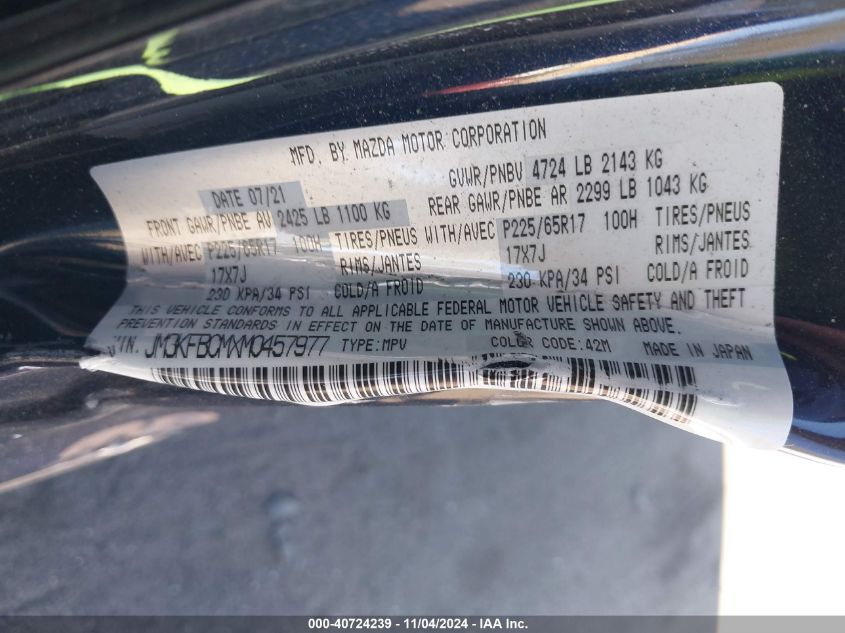 MFD. BY MAZDA MOTOR CORPORATION
DATE 07/21 GVWR/PNBV 4724 LB 2143 KG
FRONT GAWR/PNBE AV 2425 LB 1100 KG REAR GAWR/PNBE AR 2299 LB 1043 KG
WITH/AVEC P225/65R17 100H TIRES/PNEUS WITH/AVEC P225/65R17 100H TIRES/PNEUS
17X7J RIMS/JANTES 17X7J RIMS/JANTES
230 KPA/34 PSI COLD/A FROID 230 KPA/34 PSI COLD/A FROID
THIS VEHICLE CONFORMS TO ALL APPLICABLE FEDERAL MOTOR VEHICLE SAFETY AND THEFT
PREVENTION STANDARDS IN EFFECT ON THE DATE OF MANUFACTURE SHOWN ABOVE.
VIN. JM3KFBCMXM0457977 TYPE:MPV COLOR CODE:42M MADE IN JAPAN
000-40724239 - 11/04/2024 - IAA Inc.